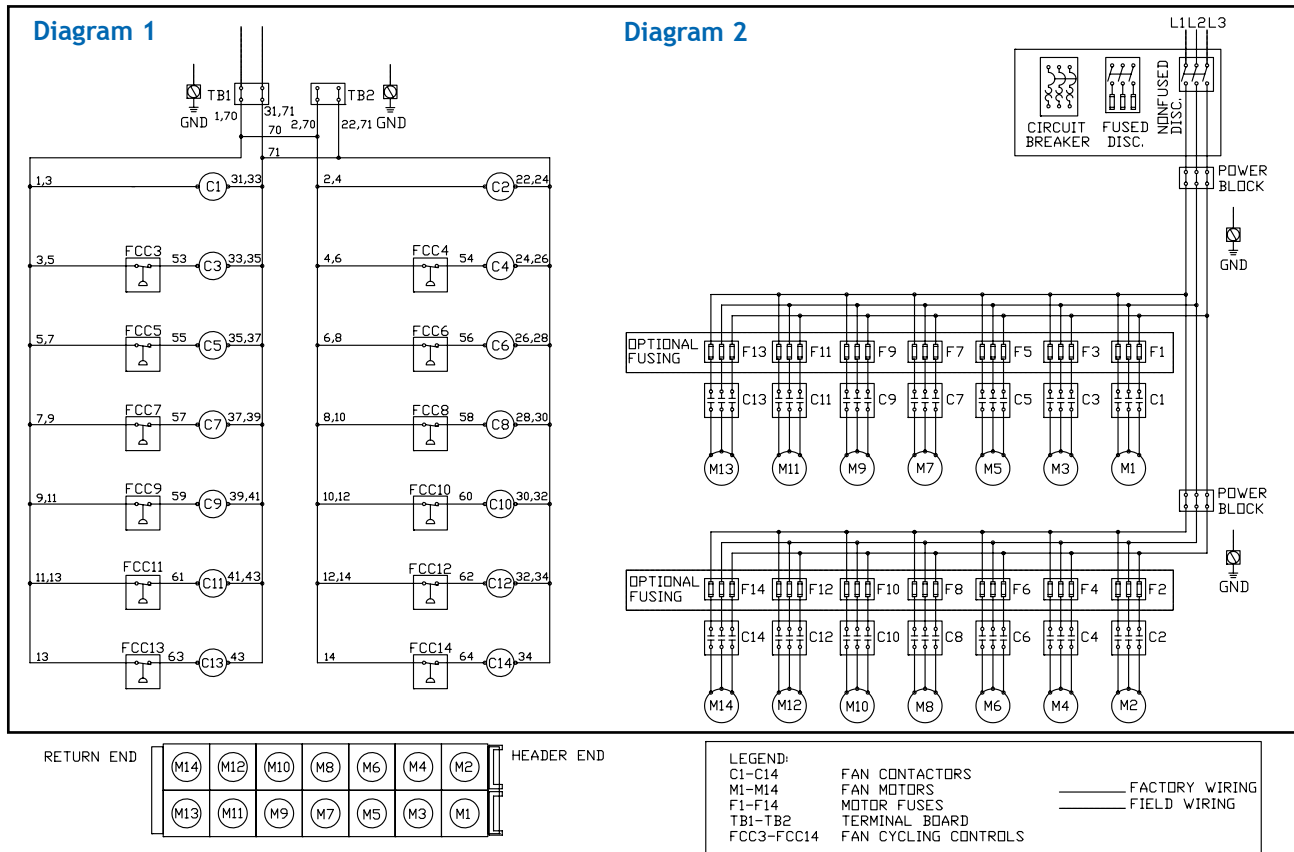 Diagram 1
TB1
TB2
GND
1,70
31,71
2,70
22,71
GND
70
71
1,3
C1
31,33
2,4
C2
22,24
3,5
FCC3
53
C3
33,35
4,6
FCC4
54
C4
24,26
5,7
FCC5
55
C5
35,37
6,8
FCC6
56
C6
26,28
7,9
FCC7
57
C7
37,39
8,10
FCC8
58
C8
28,30
9,11
FCC9
59
C9
39,41
10,12
FCC10
60
C10
30,32
11,13
FCC11
61
C11
41,43
12,14
FCC12
62
C12
32,34
13
FCC13
63
C13
43
14
FCC14
64
C14
34
Diagram 2
L1L2L3
CIRCUIT
BREAKER
FUSED
DISC.
NONFUSED
DISC.
POWER
BLOCK
GND
OPTIONAL
FUSING
F13 F11 F9 F7 F5 F3 F1
C13 C11 C9 C7 C5 C3 C1
M13 M11 M9 M7 M5 M3 M1
POWER
BLOCK
GND
OPTIONAL
FUSING
F14 F12 F10 F8 F6 F4 F2
C14 C12 C10 C8 C6 C4 C2
M14 M12 M10 M8 M6 M4 M2
RETURN END
M14 M12 M10 M8 M6 M4 M2
HEADER END
M13 M11 M9 M7 M5 M3 M1
LEGEND:
C1-C14 FAN CONTACTORS
M1-M14 FAN MOTORS
F1-F14 MOTOR FUSES
TB1-TB2 TERMINAL BOARD
FCC3-FCC14 FAN CYCLING CONTROLS
FACTORY WIRING
FIELD WIRING